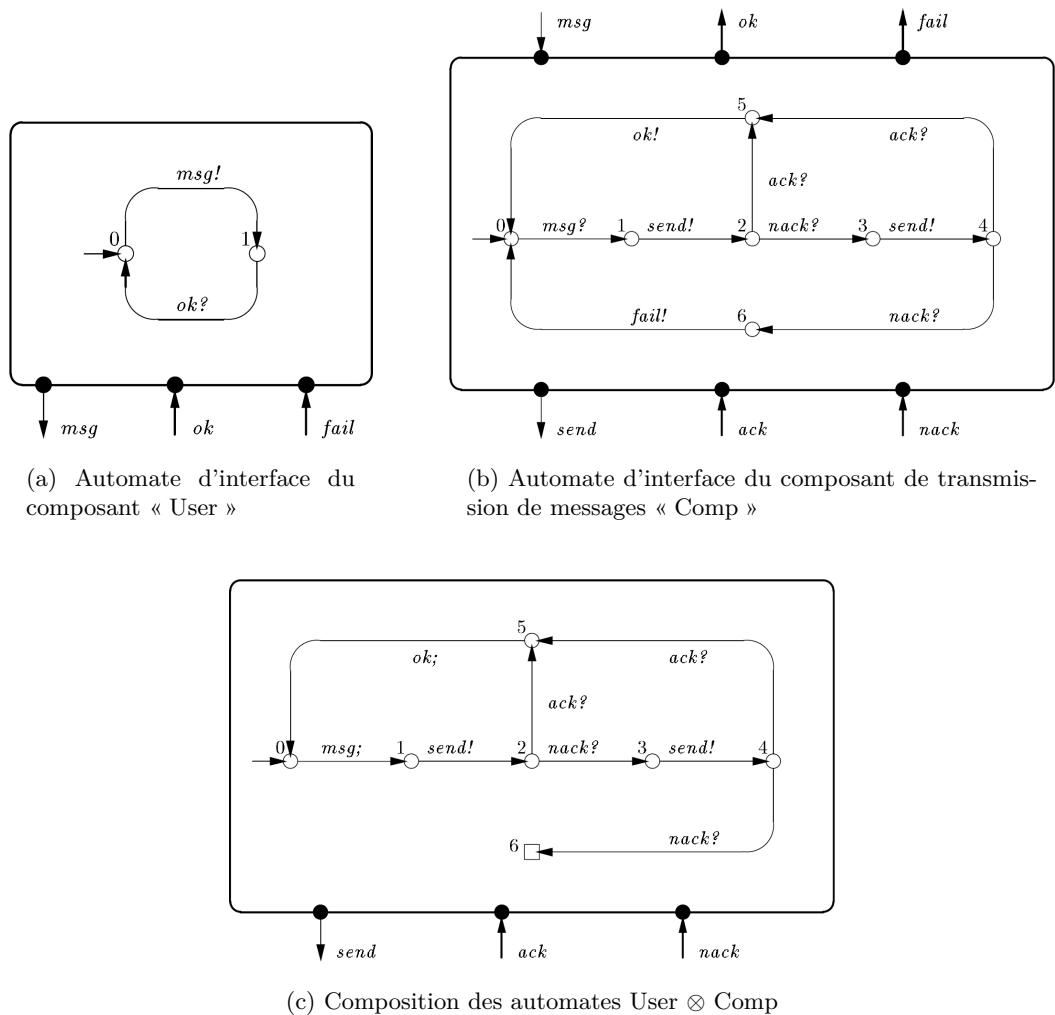 msg ok fail
5
ok! ack?
msg!
ack?
0 1
0 msg? 1 send! 2 nack? 3 send! 4
ok?
fail! 6 nack?
msg ok fail
send ack nack
(a) Automate d'interface du
composant « User »
(b) Automate d'interface du composant de transmis-
sion de messages « Comp »
5
ok; ack?
ack?
0 msg; 1 send! 2 nack? 3 send! 4
6 nack?
send ack nack
(c) Composition des automates User ⊗ Comp